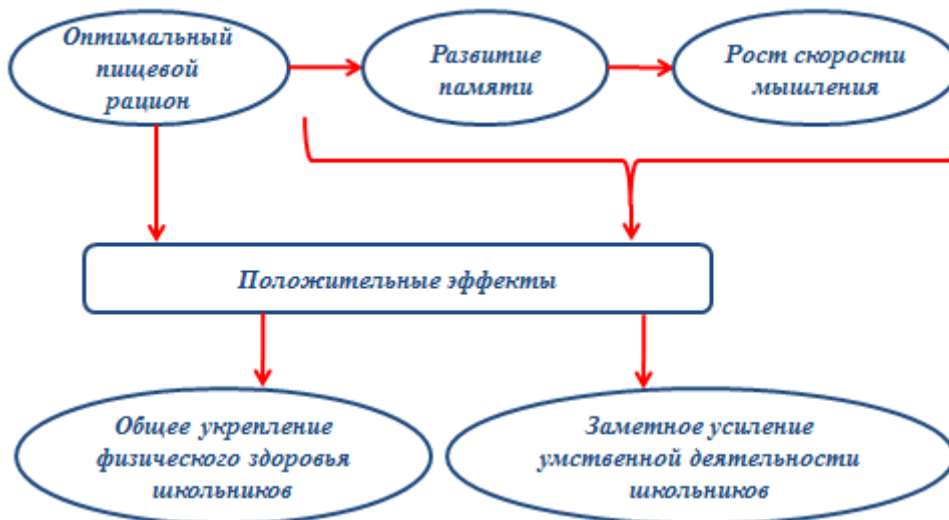 Оптимальный
пищевой
рацион
Развитие
памяти
Рост скорости
мышления
Положительные эффекты
Общее укрепление
физического здоровья
школьников
Заметное усиление
умственной деятельности
школьников